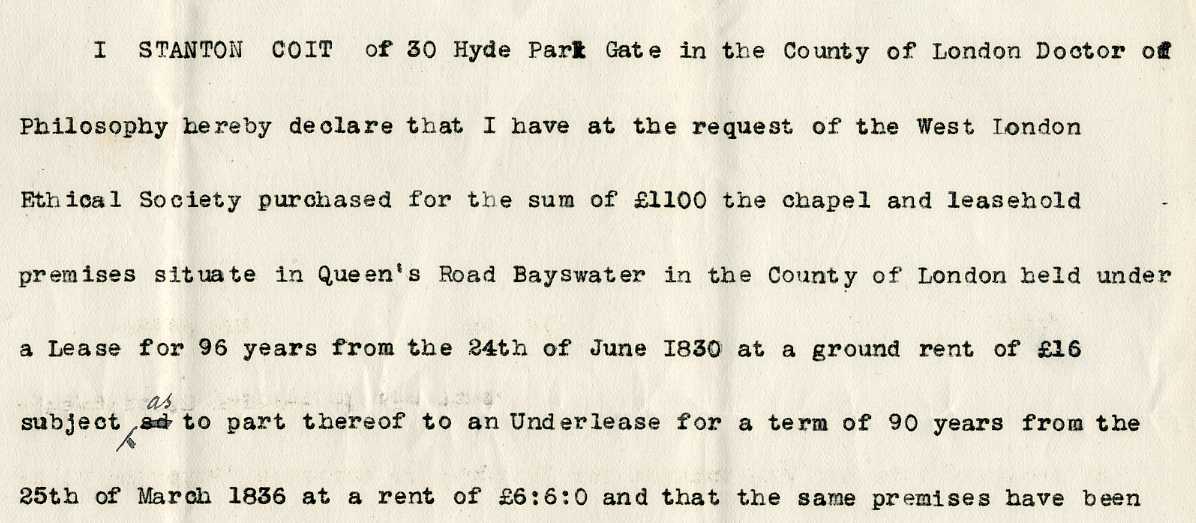 I STANTON COIT of 30 Hyde Park Gate in the County of London Doctor of
Philosophy hereby declare that I have at the request of the West London
Ethical Society purchased for the sum of £1100 the chapel and leasehold
premises situate in Queen's Road Bayswater in the County of London held under
a Lease for 96 years from the 24th of June 1830 at a ground rent of £16
as
subject sd to part thereof to an Underlease for a term of 90 years from the
25th of March 1836 at a rent of £6:6:0 and that the same premises have been